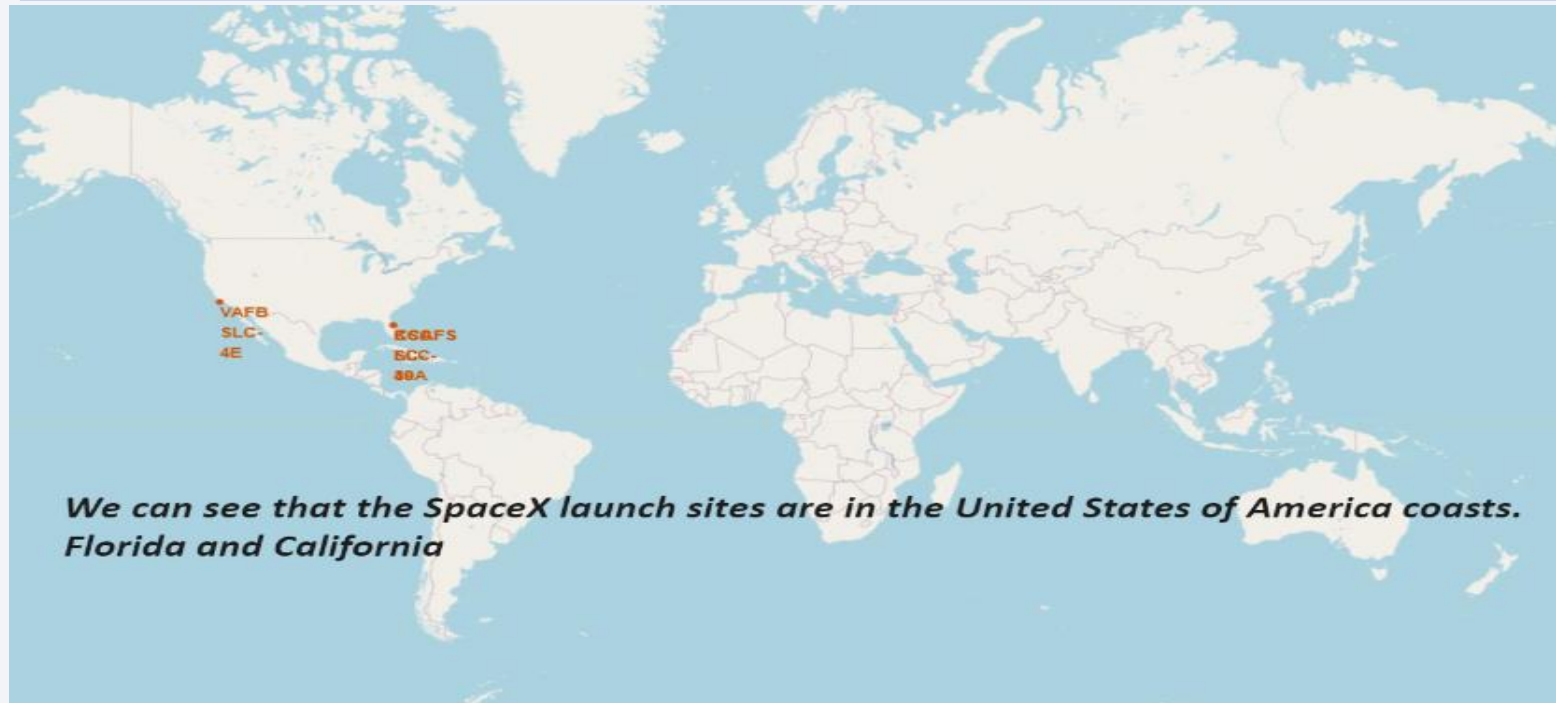 VAFB
SLC-
4E
We can see that the SpaceX launch sites are in the United States of America coasts.
Florida and California